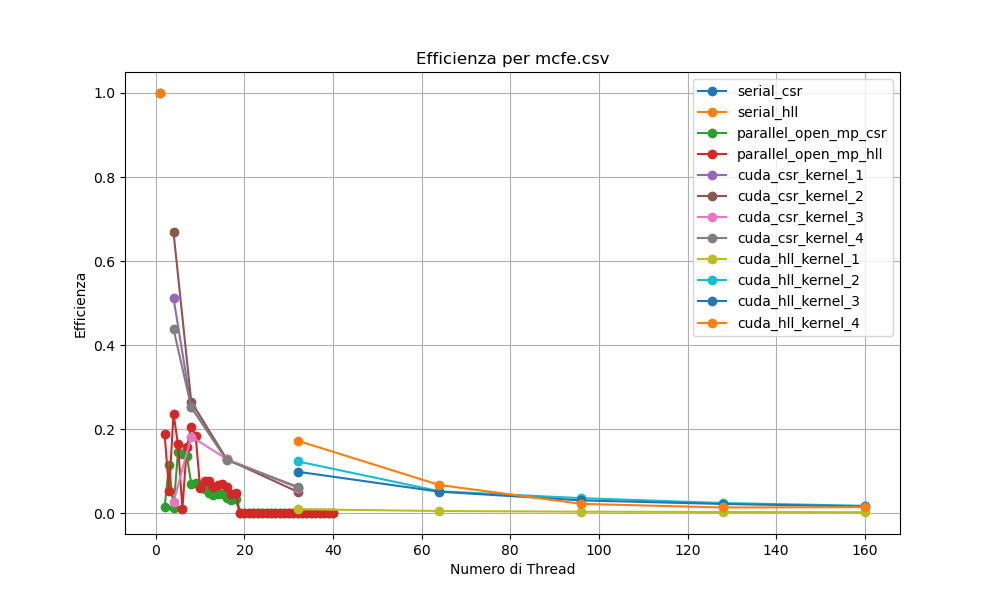 Efficienza per mcfe.csv
1.0
0.8
0.6
0.4
0.2
0.0
Efficienza
serial_csr
serial_hll
parallel_open_mp_csr
parallel_open_mp_hll
cuda_csr_kernel_1
cuda_csr_kernel_2
cuda_csr_kernel_3
cuda_csr_kernel_4
cuda_hll_kernel_1
cuda_hll_kernel_2
cuda_hll_kernel_3
cuda_hll_kernel_4
0 20 40 60 80 100 120 140 160
Numero di Thread